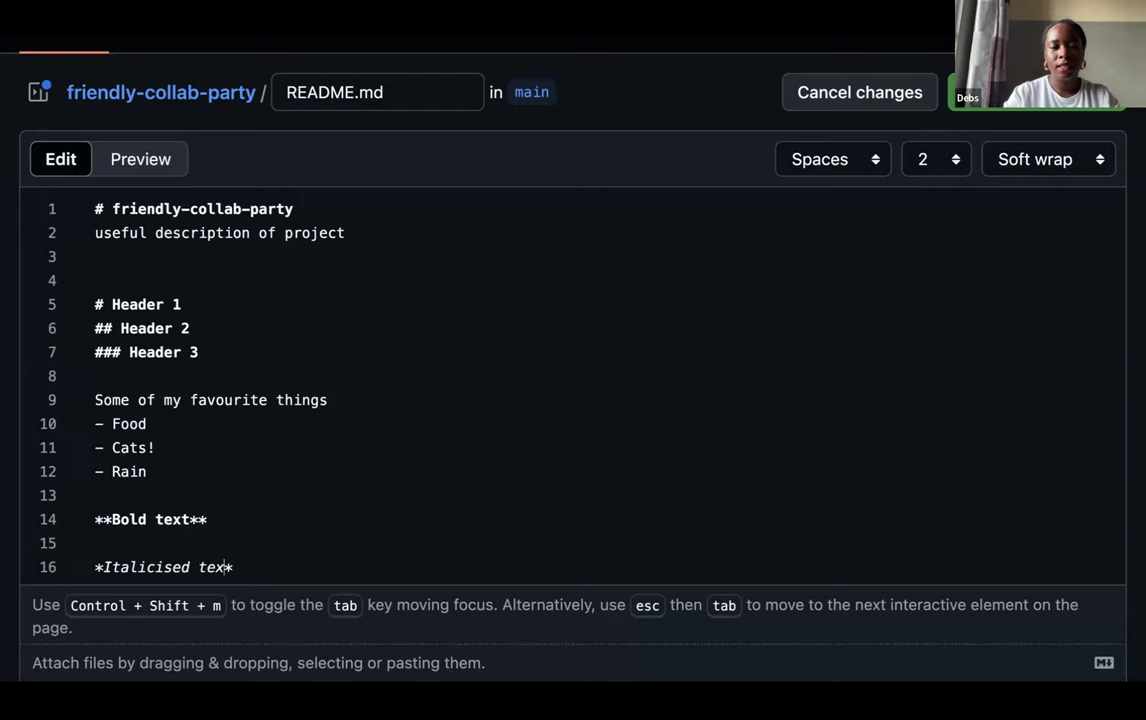 friendly-collab-party / README.md in main Cancel changes
Debs
Edit Preview Spaces 2 Soft wrap
1 # friendly-collab-party
2 useful description of project
3
4
5 # Header 1
6 ## Header 2
7 ### Header 3
8
9 Some of my favourite things
10 - Food
11 - Cats!
12 - Rain
13
14 **Bold text**
15
16 *Italicised tex*
Use Control + Shift + m to toggle the tab key moving focus. Alternatively, use esc then tab to move to the next interactive element on the
page.
Attach files by dragging & dropping, selecting or pasting them.